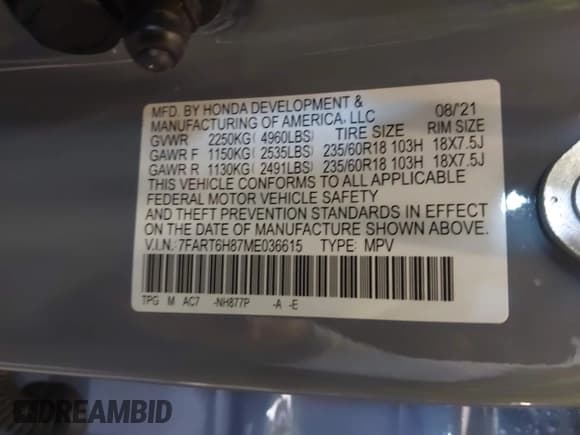 MFD. BY HONDA DEVELOPMENT & 08/'21
MANUFACTURING OF AMERICA, LLC
GVWR 2250KG( 4960LBS) TIRE SIZE RIM SIZE
GAWR F 1150KG( 2535LBS) 235/60R18 103H 18X7.5J
GAWR R 1130KG( 2491LBS) 235/60R18 103H 18X7.5J
THIS VEHICLE CONFORMS TO ALL APPLICABLE
FEDERAL MOTOR VEHICLE SAFETY
AND THEFT PREVENTION STANDARDS IN EFFECT
ON THE DATE OF MANUFACTURE SHOWN ABOVE.
V.I.N.: 7FART6H87ME036615 TYPE: MPV
TPG M AC7 -NH877P -A -E
DREAMBID